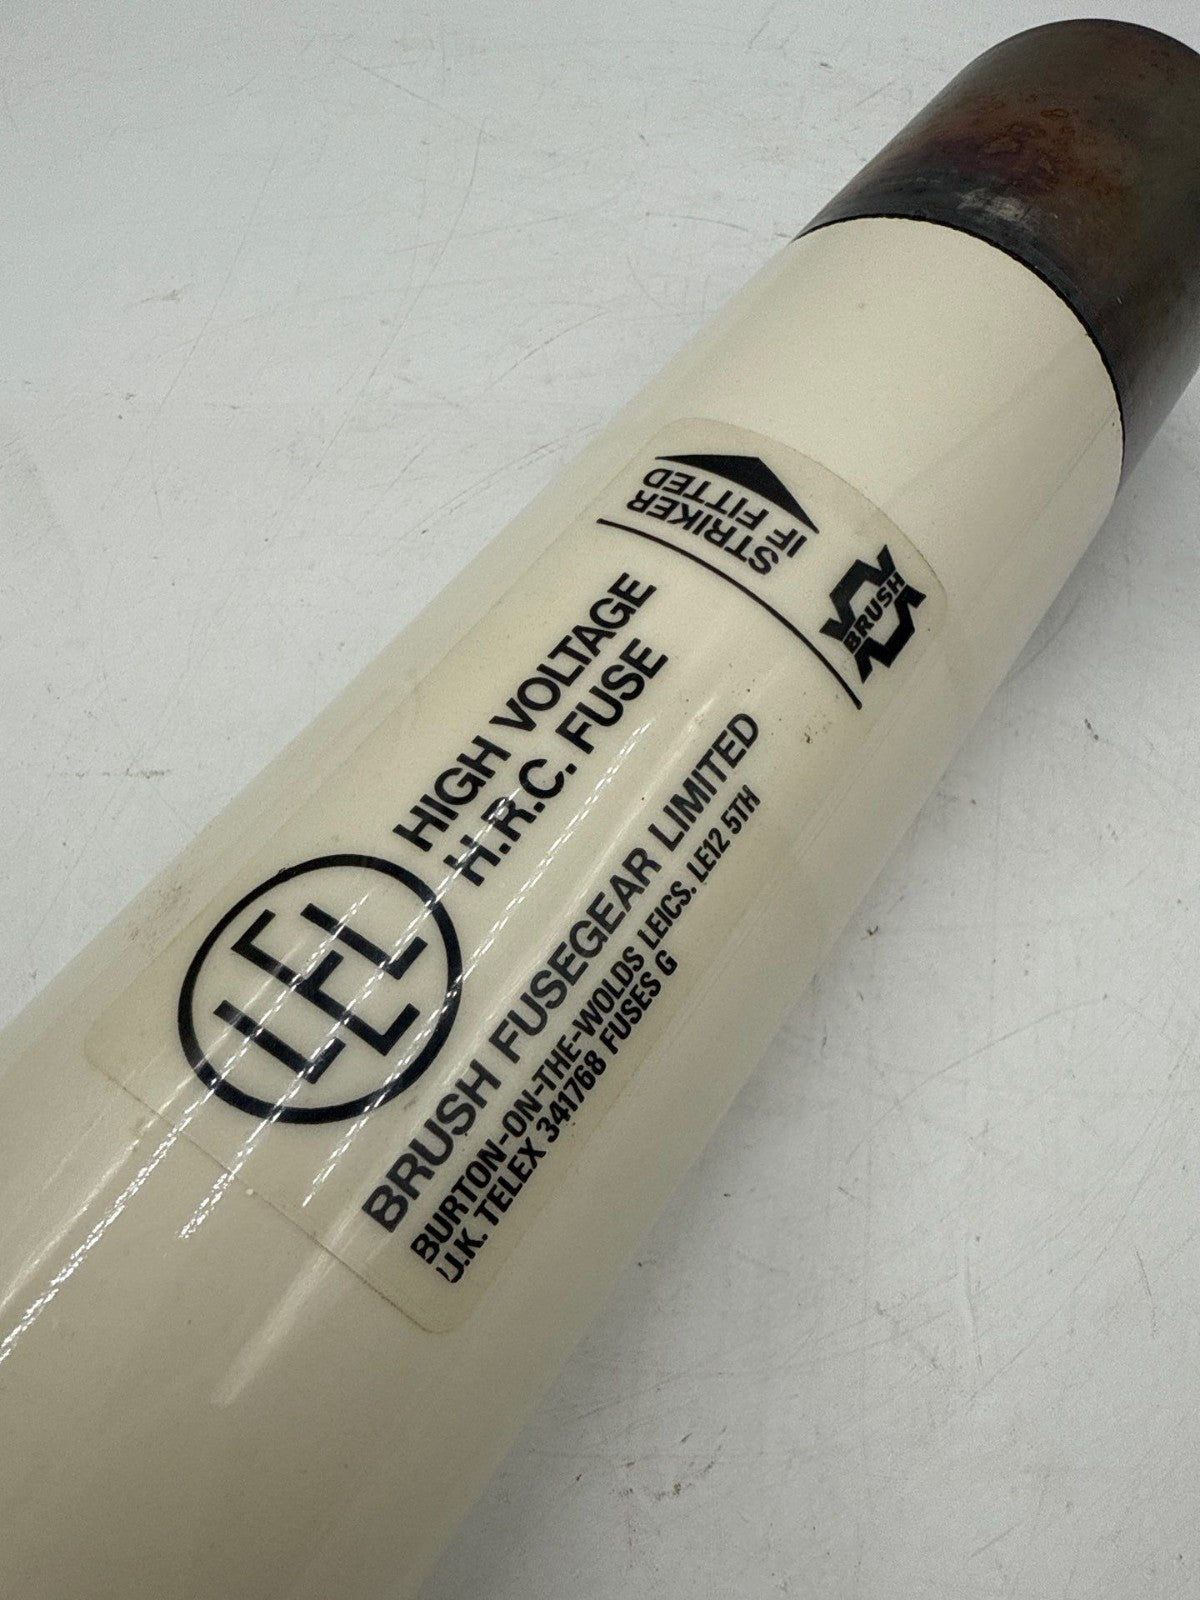 STRIKER
IF FITTED
BRUSH
HIGH VOLTAGE
H.R.C. FUSE
BRUSH FUSEGEAR LIMITED
BURTON-ON-THE-WOLDS LEICS. LE12 5TH
U.K. TELEX 341768 FUSES G